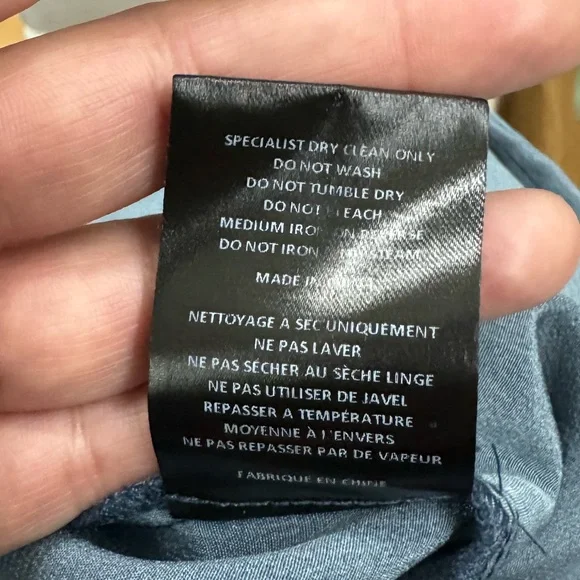 SPECIALIST DRY CLEAN ONLY
DO NOT WASH
DO NOT TUMBLE DRY
DO NOT
MEDIUM
DO NOT IRON
MADE
NETTOYAGE A SEC UNIQUEMENT
NE PAS LAVER
NE PAS SÉCHER AU SÈCHE LINGE
NE PAS UTILISER DE JAVEL
REPASSER A TEMPÉRATURE
MOYENNE À L'ENVERS
NE PAS REPASSER PAR DE VAPEUR
FABRIQUE EN CHINE